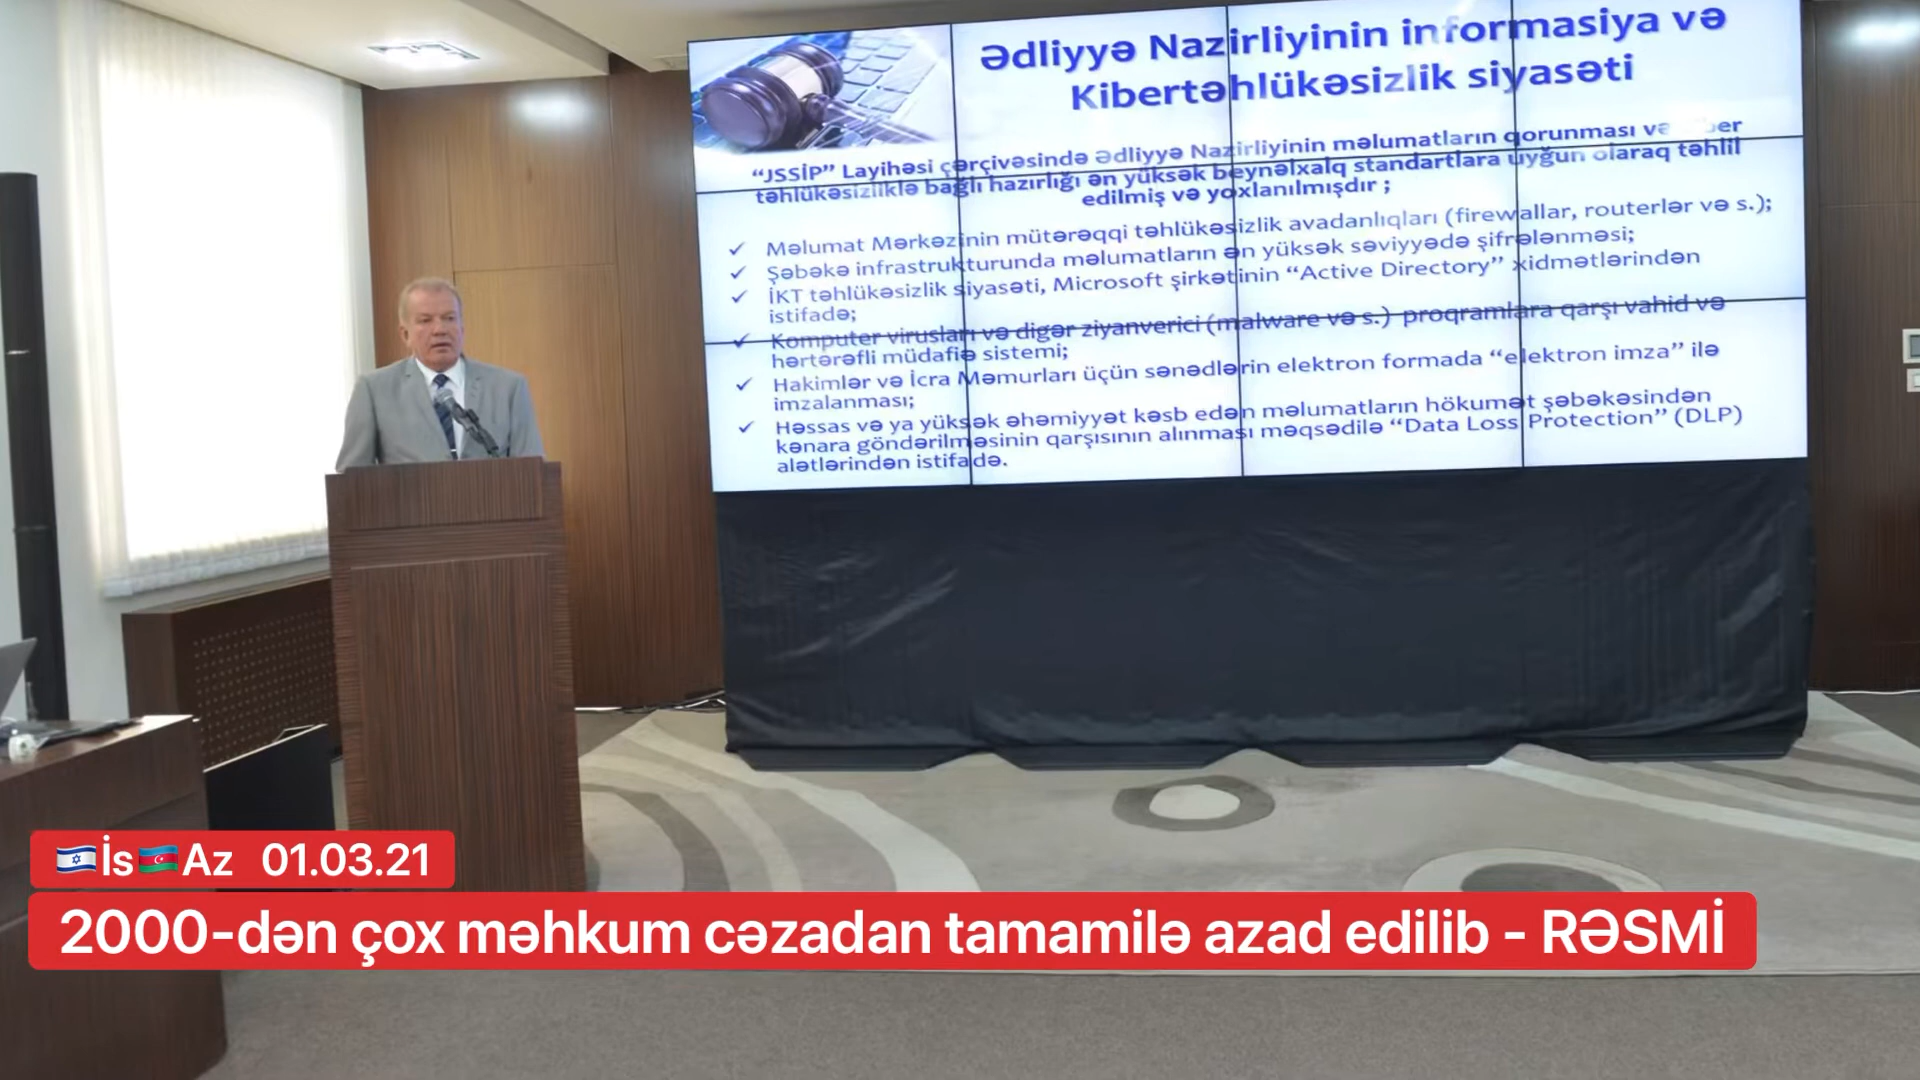 Ədliyyə Nazirliyinin informasiya və
Kibertəhlükəsizlik siyasəti
“JSSİP” Layihəsi çərçivəsində Ədliyyə Nazirliyinin məlumatların qorunması və
təhlükəsizliklə bağlı hazırlığı ən yüksək beynəlxalq standartlara uyğun olaraq təhlil
edilmiş və yoxlanılmışdır ;
✓ Məlumat Mərkəzinin mütərəqqi təhlükəsizlik avadanlıqları (firewallar, routerlər və s.);
✓ Şəbəkə infrastrukturunda məlumatların ən yüksək səviyyədə şifrələnməsi;
✓ İKT təhlükəsizlik siyasəti, Microsoft şirkətinin “Active Directory” xidmətlərindən
istifadə;
✓ Komputer virusları və digər ziyanverici (malware və s.) proqramlara qarşı vahid və
hərtərəfli müdafiə sistemi;
✓ Hakimlər və İcra Məmurları üçün sənədlərin elektron formada “elektron imza” ilə
imzalanması;
✓ Həssas və ya yüksək əhəmiyyət kəsb edən məlumatların hökumət şəbəkəsindən
kənara göndərilməsinin qarşısının alınması məqsədilə “Data Loss Protection” (DLP)
alətlərindən istifadə.
🇮🇱İs🇦🇿Az 01.03.21
2000-dən çox məhkum cəzadan tamamilə azad edilib - RƏSMİ